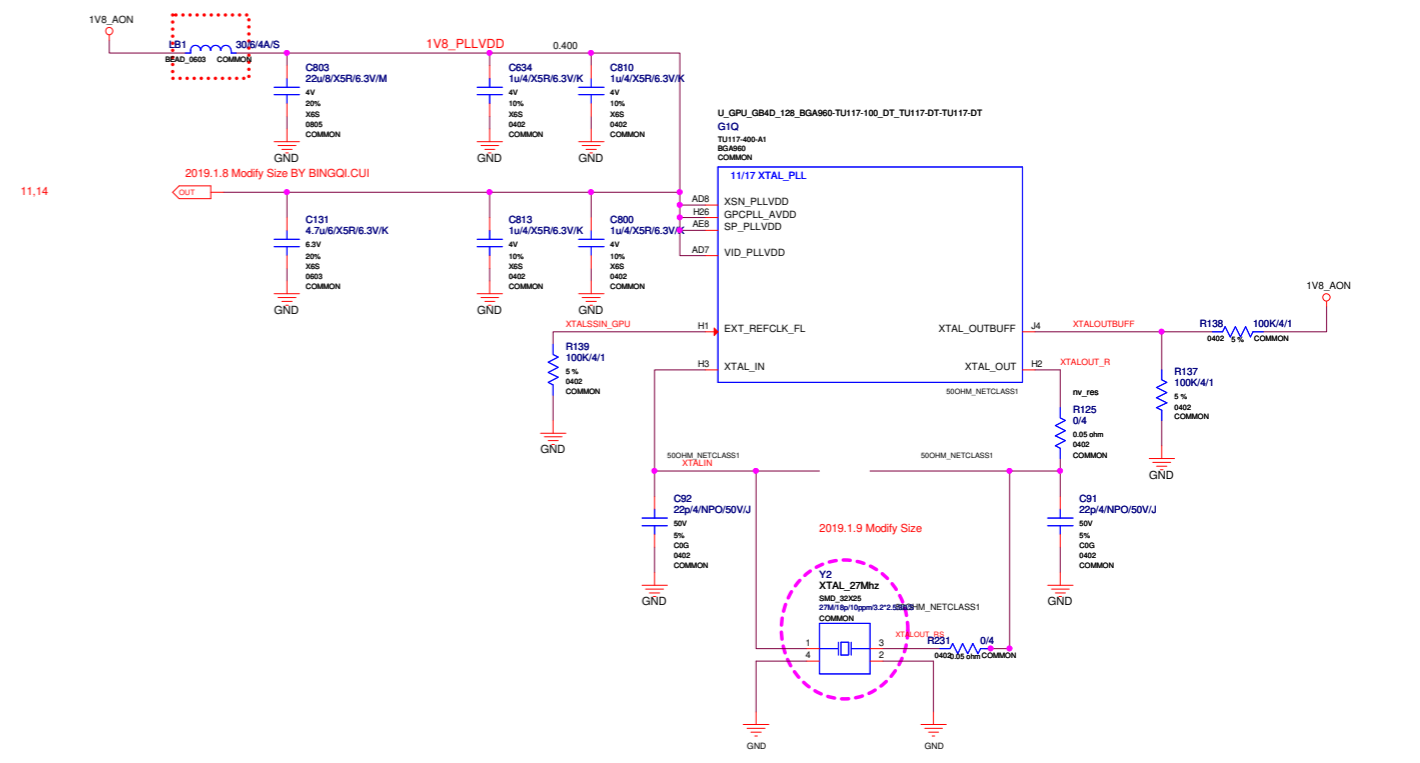 1V8_AON
LB1
30/6/4A/S
BEAD_0603
COMMON
1V8_PLLVDD
0.400
C803
22u/8/X5R/6.3V/M
4V
20%
X6S
0805
COMMON
GND
C634
1u/4/X5R/6.3V/K
4V
10%
X6S
0402
COMMON
GND
C810
1u/4/X5R/6.3V/K
4V
10%
X6S
0402
COMMON
GND
U_GPU_GB4D_128_BGA960-TU117-100_DT_TU117-DT-TU117-DT
G1Q
TU117-400-A1
BGA960
COMMON
11/17 XTAL_PLL
2019.1.8 Modify Size BY BINGQI.CUI
11,14
OUT
C131
4.7u/6/X5R/6.3V/K
6.3V
20%
X6S
0603
COMMON
GND
C813
1u/4/X5R/6.3V/K
4V
10%
X6S
0402
COMMON
GND
C800
1u/4/X5R/6.3V/K
4V
10%
X6S
0402
COMMON
GND
AD8 XSN_PLLVDD
H26 GPCPLL_AVDD
AE8 SP_PLLVDD
AD7 VID_PLLVDD
XTALSSIN_GPU
H1 EXT_REFCLK_FL
H3 XTAL_IN
XTAL_OUTBUFF J4
XTALOUTBUFF
XTAL_OUT H2
XTALOUT_R
50OHM_NETCLASS1
R139
100K/4/1
5 %
0402
COMMON
GND
1V8_AON
R138
100K/4/1
0402
5 %
COMMON
R137
100K/4/1
5 %
0402
COMMON
GND
nv_res
R125
0/4
0.05 ohm
0402
COMMON
50OHM_NETCLASS1
XTALIN
50OHM_NETCLASS1
C92
22p/4/NPO/50V/J
50V
5%
C0G
0402
COMMON
GND
C91
22p/4/NPO/50V/J
50V
5%
C0G
0402
COMMON
GND
2019.1.9 Modify Size
Y2
XTAL_27Mhz
SMD_32X25
COMMON
1
4
3
2
R231
0/4
0402
0.05 ohm
COMMON
GND
GND